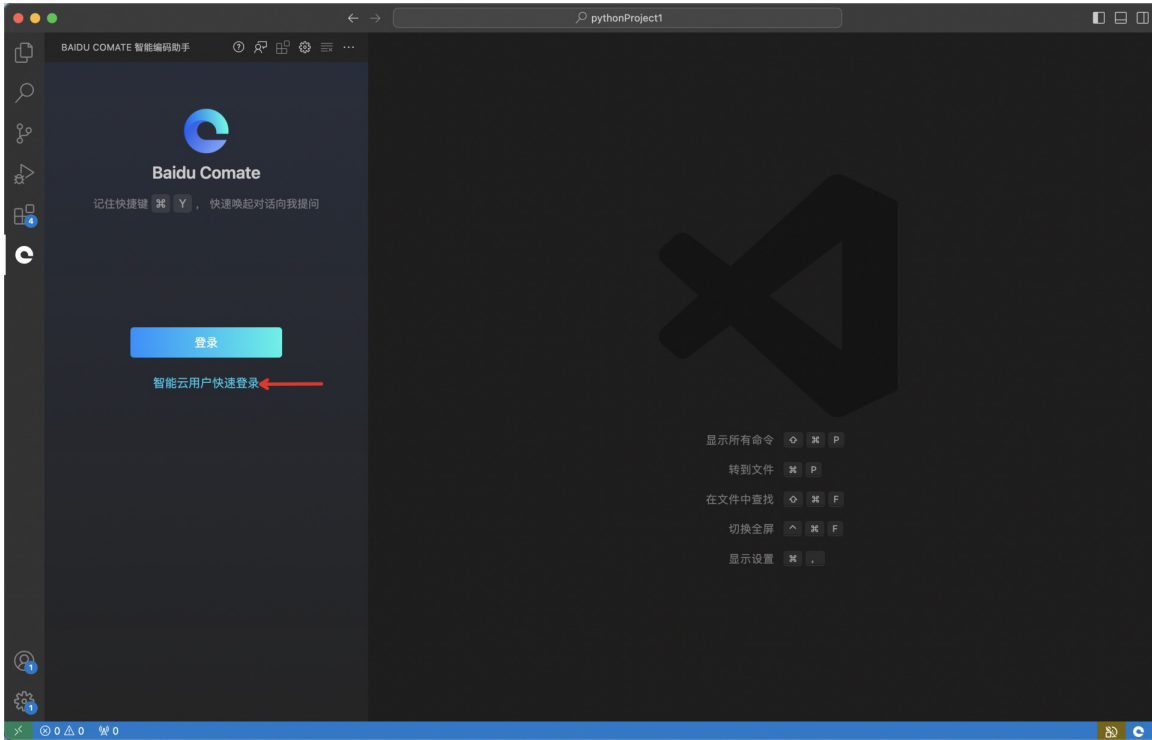 pythonProject1
BAIDU COMATE 智能编码助手
Baidu Comate
记住快捷键 ⌘ Y ， 快速唤起对话向我提问
登录
智能云用户快速登录
显示所有命令 ⇧ ⌘ P
转到文件 ⌘ P
在文件中查找 ⇧ ⌘ F
切换全屏 ^ ⌘ F
显示设置 ⌘ ,
4
1
1
0 0 0